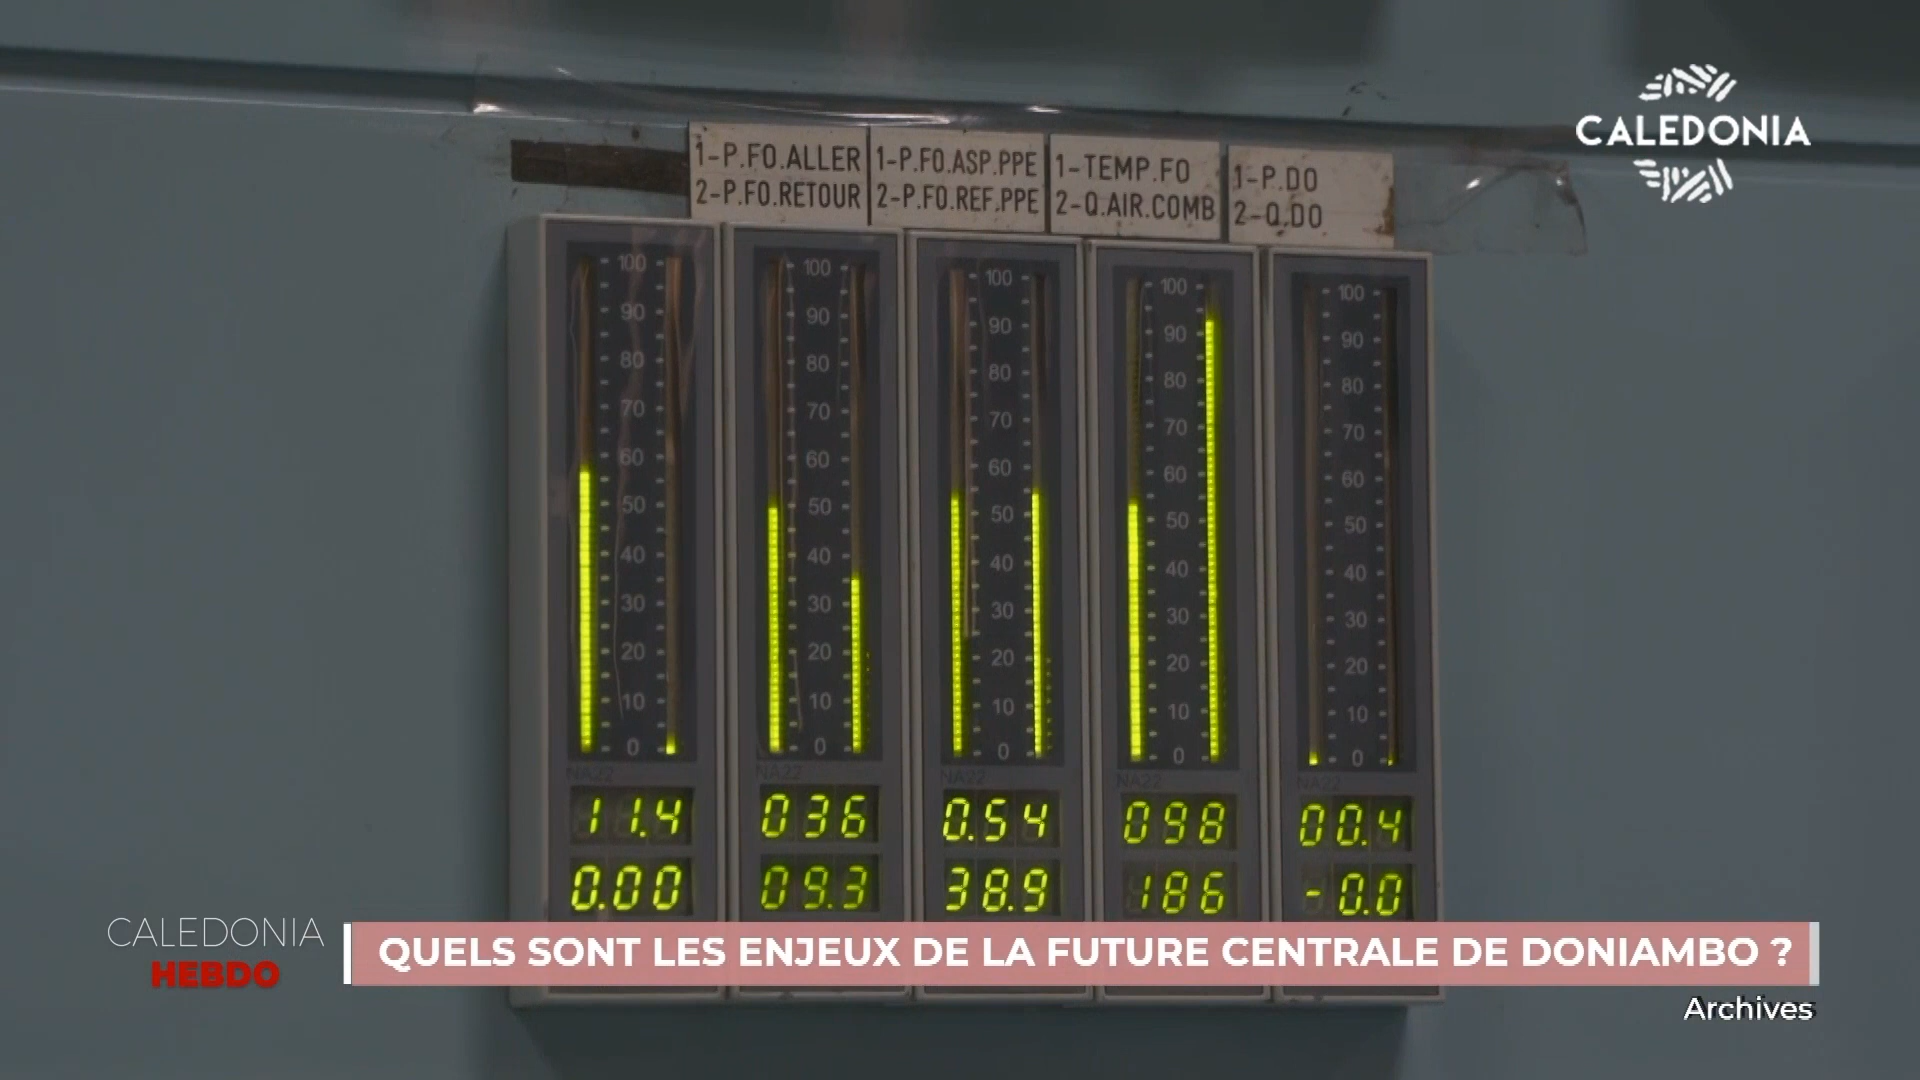 CALEDONIA
1-P.FO.ALLER
2-P.FO.RETOUR
1-P.FO.ASP.PPE
2-P.FO.REF.PPE
1-TEMP.FO
2-Q.AIR.COMB
1-P.DO
2-Q.DO
100 100 100 100 100
90 90 90 90 90
80 80 80 80 80
70 70 70 70 70
60 60 60 60 60
50 50 50 50 50
40 40 40 40 40
30 30 30 30 30
20 20 20 20 20
10 10 10 10 10
0 0 0 0 0
NA22 NA22 NA22 NA22 NA22
11.4 036 0.54 098 00.4
0.00 09.3 38.9 186 -0.0
CALEDONIA
HEBDO
QUELS SONT LES ENJEUX DE LA FUTURE CENTRALE DE DONIAMBO ?
Archives